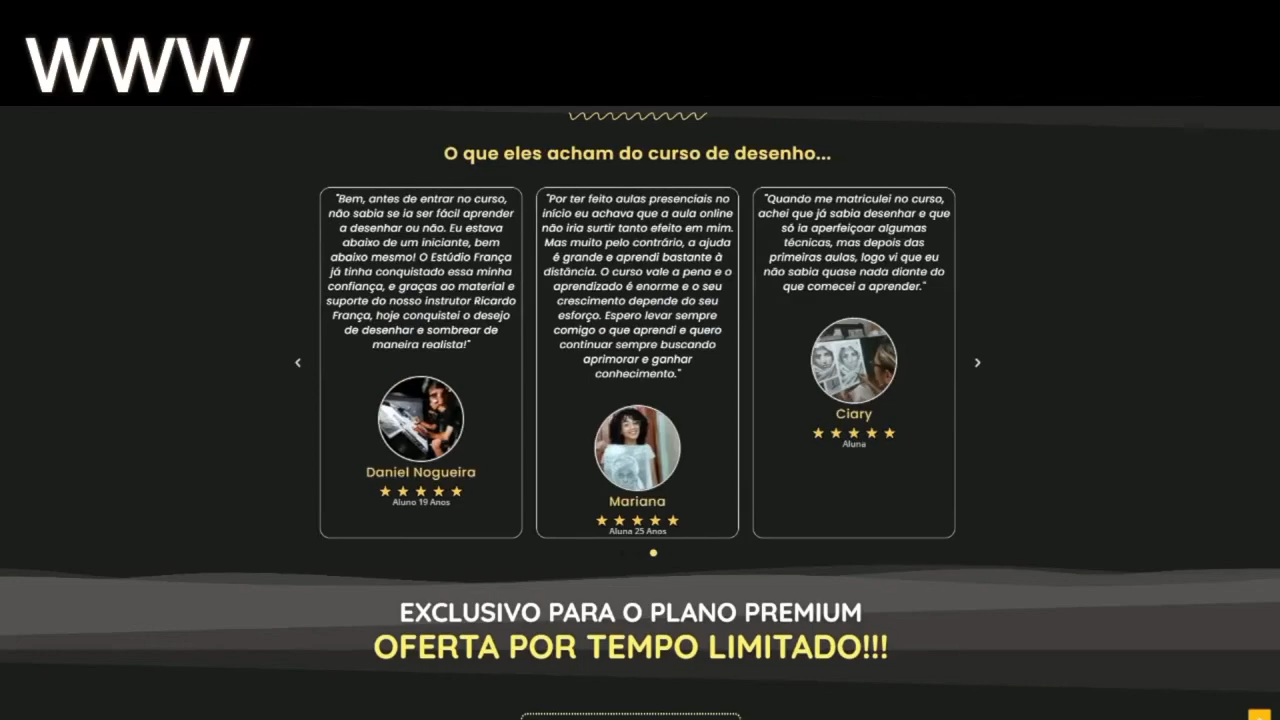 WWW
O que eles acham do curso de desenho...
"Bem, antes de entrar no curso,
não sabia se ia ser fácil aprender
a desenhar ou não. Eu estava
abaixo de um iniciante, bem
abaixo mesmo! O Estúdio França
já tinha conquistado essa minha
confiança, e graças ao material e
suporte do nosso instrutor Ricardo
França, hoje conquistei o desejo
de desenhar e sombrear de
maneira realista!"
Daniel Nogueira
Aluno 19 Anos
"Por ter feito aulas presenciais no
início eu achava que a aula online
não iria surtir tanto efeito em mim.
Mas muito pelo contrário, a ajuda
é grande e aprendi bastante à
distância. O curso vale a pena e o
aprendizado é enorme e o seu
crescimento depende do seu
esforço. Espero levar sempre
comigo o que aprendi e quero
continuar sempre buscando
aprimorar e ganhar
conhecimento."
Mariana
Aluna 25 Anos
"Quando me matriculei no curso,
achei que já sabia desenhar e que
só ia aperfeiçoar algumas
técnicas, mas depois das
primeiras aulas, logo vi que eu
não sabia quase nada diante do
que comecei a aprender."
Ciary
Aluna
EXCLUSIVO PARA O PLANO PREMIUM
OFERTA POR TEMPO LIMITADO!!!